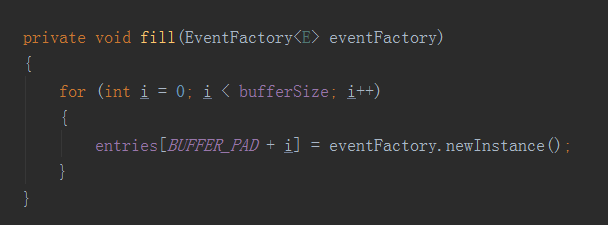 private void fill(EventFactory<E> eventFactory)
{
    for (int i = 0; i < bufferSize; i++)
    {
        entries[BUFFER_PAD + i] = eventFactory.newInstance();
    }
}